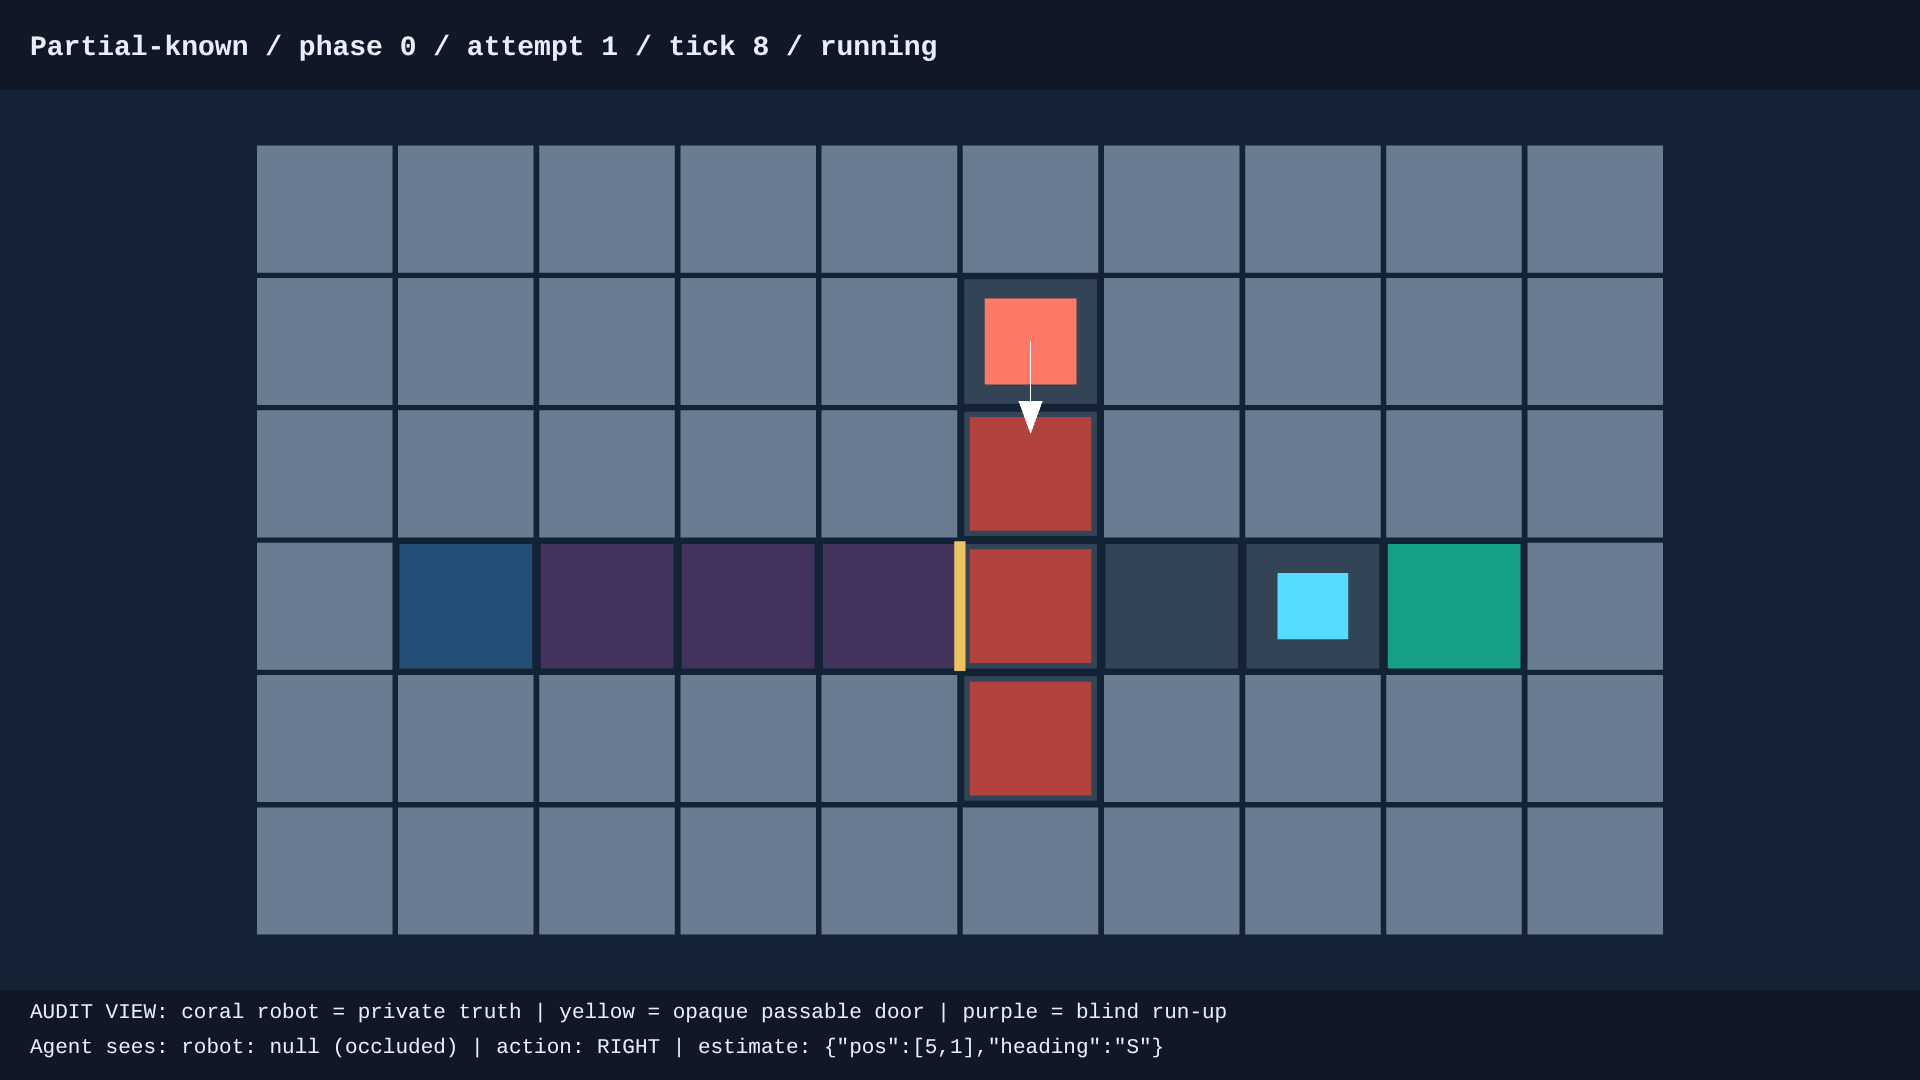 Partial-known / phase 0 / attempt 1 / tick 8 / running
AUDIT VIEW: coral robot = private truth | yellow = opaque passable door | purple = blind run-up
Agent sees: robot: null (occluded) | action: RIGHT | estimate: {"pos":[5,1],"heading":"S"}